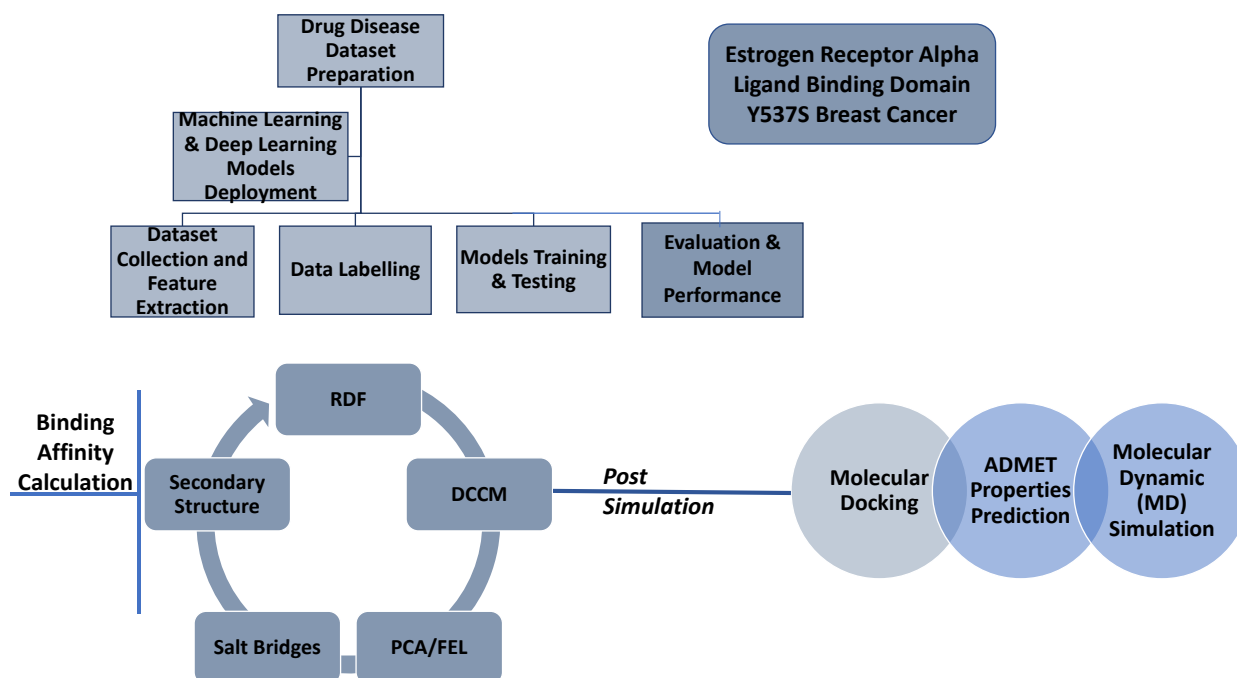 Drug Disease
Dataset
Preparation
Estrogen Receptor Alpha
Ligand Binding Domain
Y537S Breast Cancer
Machine Learning
& Deep Learning
Models
Deployment
Dataset
Collection and
Feature
Extraction
Data Labelling
Models Training
& Testing
Evaluation &
Model
Performance
Binding
Affinity
Calculation
RDF
Secondary
Structure
DCCM
Salt Bridges
PCA/FEL
Post
Simulation
Molecular
Docking
ADMET
Properties
Prediction
Molecular
Dynamic
(MD)
Simulation